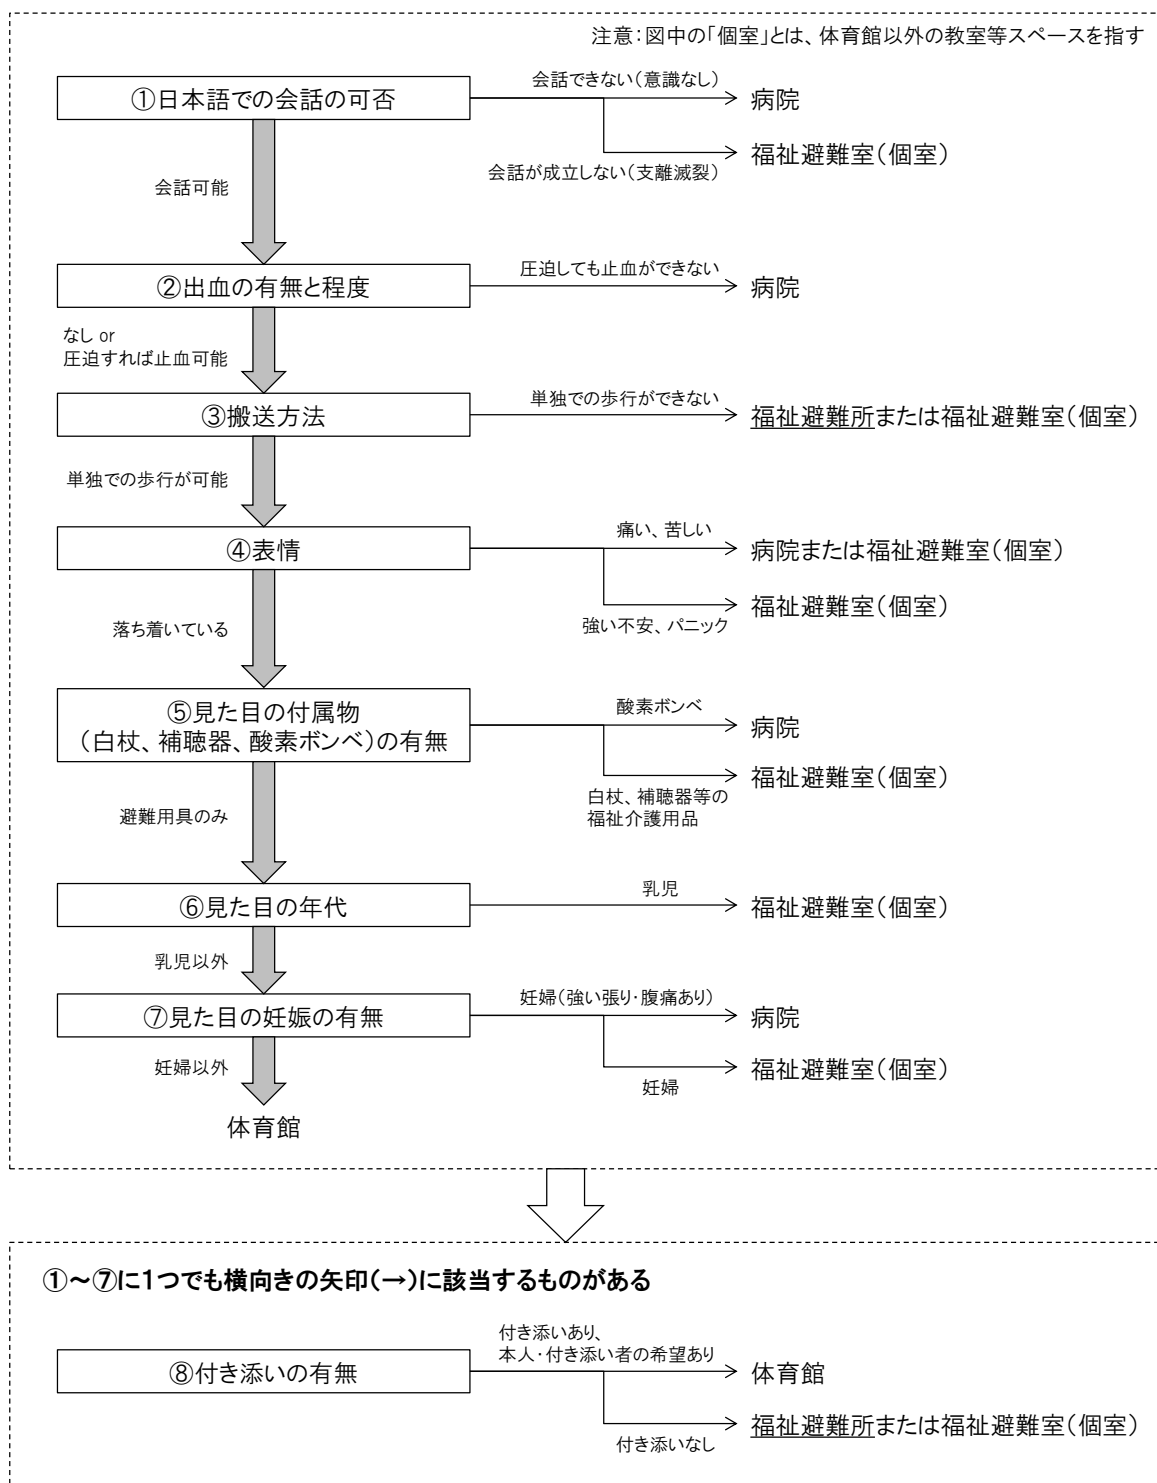 注意：図中の「個室」とは、体育館以外の教室等スペースを指す
①日本語での会話の可否
会話できない（意識なし）
病院
福祉避難室（個室）
会話が成立しない（支離滅裂）
会話可能
②出血の有無と程度
圧迫しても止血ができない
病院
なし or
圧迫すれば止血可能
③搬送方法
単独での歩行ができない
福祉避難所または福祉避難室（個室）
単独での歩行が可能
④表情
痛い、苦しい
病院または福祉避難室（個室）
福祉避難室（個室）
強い不安、パニック
落ち着いている
⑤見た目の付属物
（白杖、補聴器、酸素ボンベ）の有無
酸素ボンベ
病院
福祉避難室（個室）
白杖、補聴器等の
福祉介護用品
避難用具のみ
⑥見た目の年代
乳児
福祉避難室（個室）
乳児以外
⑦見た目の妊娠の有無
妊婦（強い張り・腹痛あり）
病院
福祉避難室（個室）
妊婦
妊婦以外
体育館
①～⑦に1つでも横向きの矢印（→）に該当するものがある
⑧付き添いの有無
付き添いあり、
本人・付き添い者の希望あり
体育館
福祉避難所または福祉避難室（個室）
付き添いなし